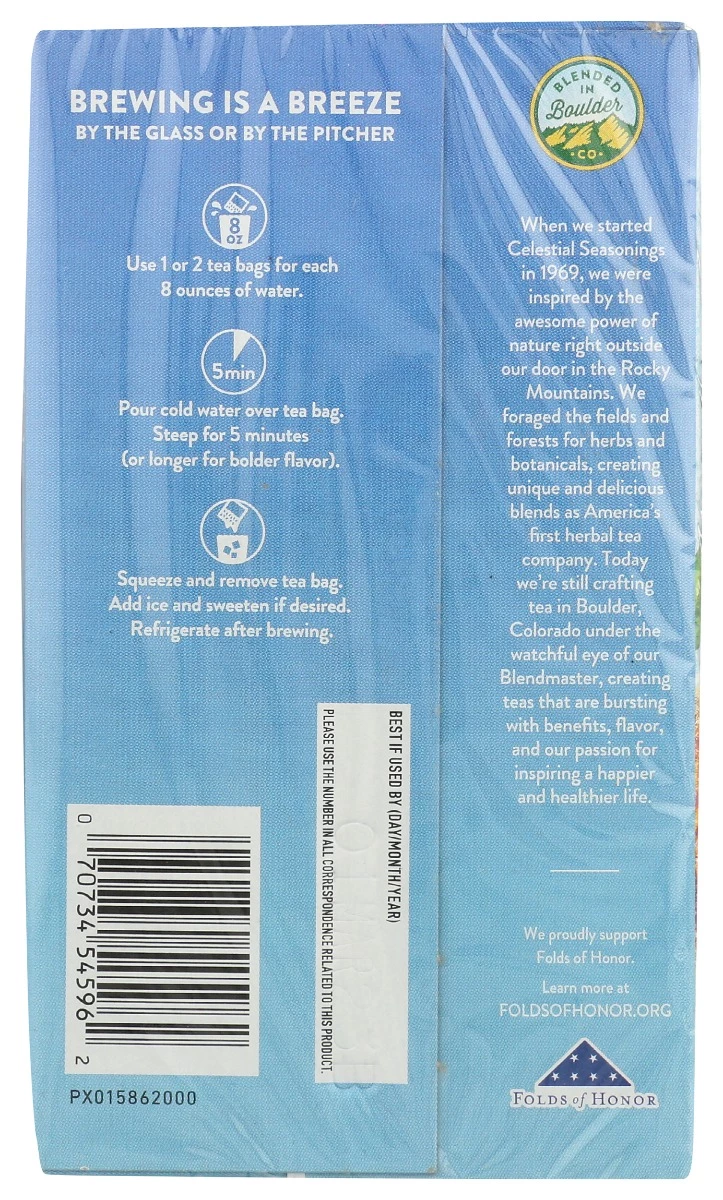 BREWING IS A BREEZE
BY THE GLASS OR BY THE PITCHER
8
OZ
Use 1 or 2 tea bags for each
8 ounces of water.
5min
Pour cold water over tea bag.
Steep for 5 minutes
(or longer for bolder flavor).
Squeeze and remove tea bag.
Add ice and sweeten if desired.
Refrigerate after brewing.
BEST IF USED BY (DAY/MONTH/YEAR)
PLEASE USE THE NUMBER IN ALL CORRESPONDENCE RELATED TO THIS PRODUCT.
0 70734 54596 2
PX015862000
BLENDED
IN
Boulder
•CO•
When we started
Celestial Seasonings
in 1969, we were
inspired by the
awesome power of
nature right outside
our door in the Rocky
Mountains. We
foraged the fields and
forests for herbs and
botanicals, creating
unique and delicious
blends as America's
first herbal tea
company. Today
we're still crafting
tea in Boulder,
Colorado under the
watchful eye of our
Blendmaster, creating
teas that are bursting
with benefits, flavor,
and our passion for
inspiring a happier
and healthier life.
We proudly support
Folds of Honor.
Learn more at
FOLDSOFHONOR.ORG
FOLDS of HONOR